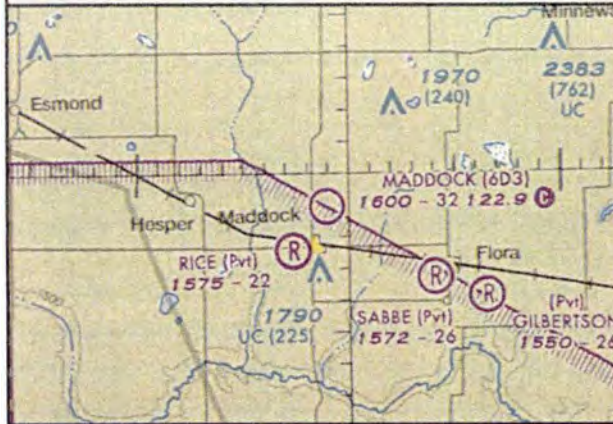 Minnew
Esmond
1970
(240)
2383
(762)
UC
MADDOCK (6D3)
1600 - 32 122.9 C
Hesper
Maddock
Flora
R
RICE (Pvt)
1575 - 22
R
R
1790
UC (225)
SABBE (Pvt)
1572 - 26
(Pvt)
GILBERTSON
1550 - 26